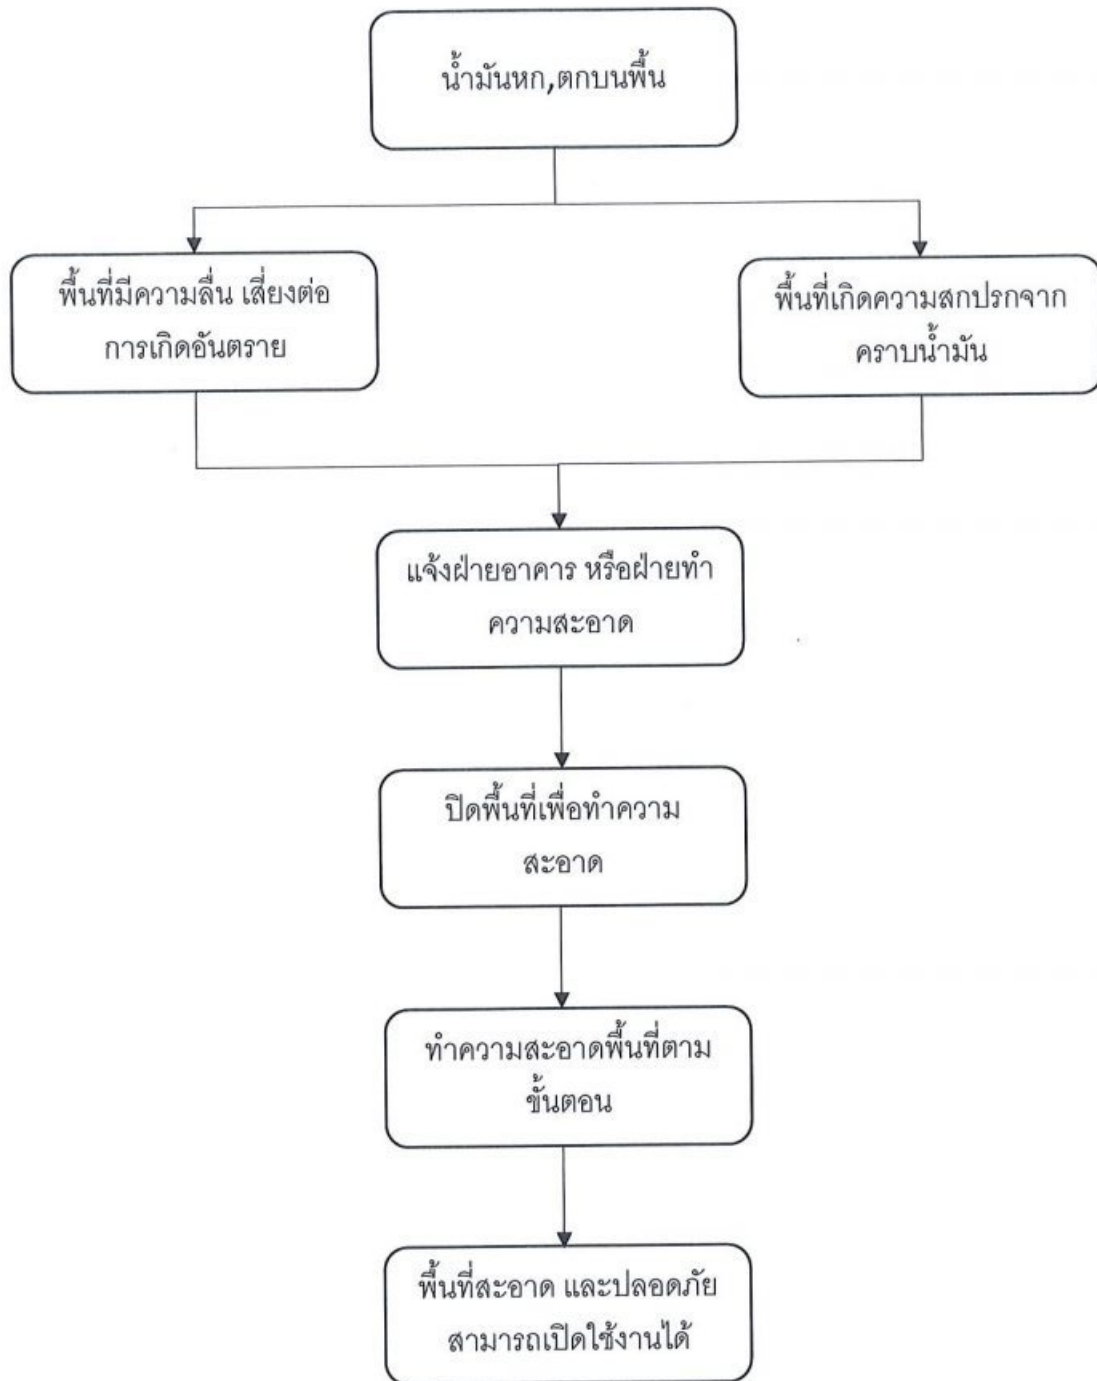 น้ำมันหก,ตกบนพื้น
พื้นที่มีความลื่น เสี่ยงต่อ
การเกิดอันตราย
พื้นที่เกิดความสกปรกจาก
คราบน้ำมัน
แจ้งฝ่ายอาคาร หรือฝ่ายทำ
ความสะอาด
ปิดพื้นที่เพื่อทำความ
สะอาด
ทำความสะอาดพื้นที่ตาม
ขั้นตอน
พื้นที่สะอาด และปลอดภัย
สามารถเปิดใช้งานได้